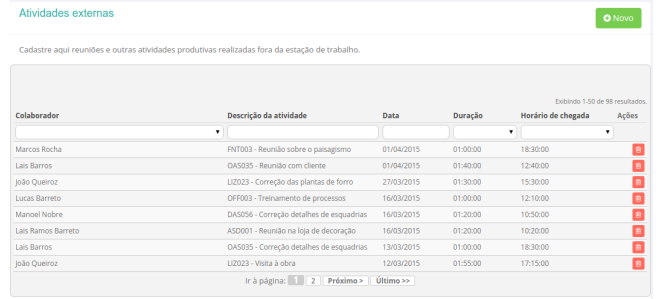 Atividades externas
Novo
Cadastre aqui reuniões e outras atividades produtivas realizadas fora da estação de trabalho.
Exibindo 1-50 de 98 resultados.
Colaborador Descrição da atividade Data Duração Horário de chegada Ações
Marcos Rocha FNT003 - Reunião sobre o paisagismo 01/04/2015 01:00:00 18:30:00
Lais Barros OAS035 - Reunião com cliente 01/04/2015 01:40:00 12:40:00
João Queiroz LIZ023 - Correção das plantas de forro 27/03/2015 01:30:00 15:30:00
Lucas Barreto OFF003 - Treinamento de processos 16/03/2015 01:00:00 12:10:00
Manoel Nobre DAS056 - Correção detalhes de esquadrias 16/03/2015 01:20:00 10:50:00
Lais Ramos Barreto ASD001 - Reunião na loja de decoração 16/03/2015 01:20:00 10:20:00
Lais Barros OAS035 - Correção detalhes de esquadrias 13/03/2015 01:00:00 18:30:00
João Queiroz LIZ023 - Visita à obra 12/03/2015 01:55:00 17:15:00
Ir à página: 1 2 Próximo > Último >>